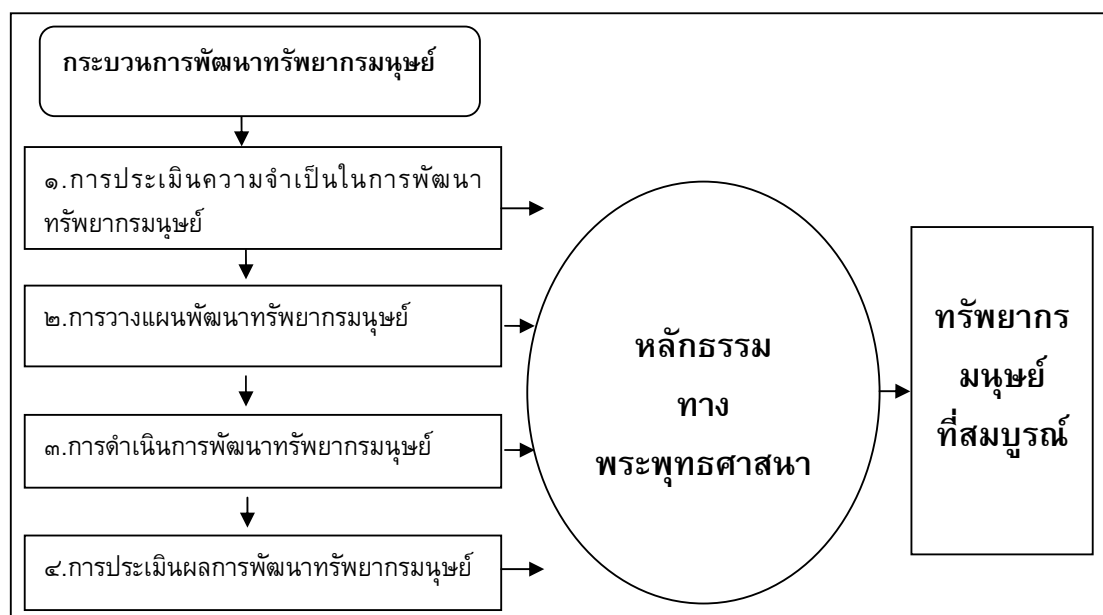 กระบวนการพัฒนาทรัพยากรมนุษย์
๑.การประเมินความจำเป็นในการพัฒนา
ทรัพยากรมนุษย์
๒.การวางแผนพัฒนาทรัพยากรมนุษย์
๓.การดำเนินการพัฒนาทรัพยากรมนุษย์
๔.การประเมินผลการพัฒนาทรัพยากรมนุษย์
หลักธรรม
ทาง
พระพุทธศาสนา
ทรัพยากร
มนุษย์
ที่สมบูรณ์